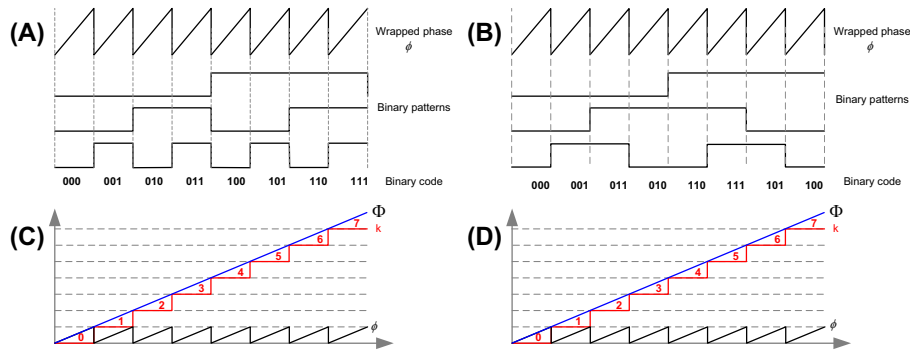 (A)
Wrapped phase
ϕ
Binary patterns
000 001 010 011 100 101 110 111 Binary code
(B)
Wrapped phase
ϕ
Binary patterns
000 001 011 010 110 111 101 100 Binary code
(C)
Φ
k
0 1 2 3 4 5 6 7
ϕ
(D)
Φ
k
0 1 2 3 4 5 6 7
ϕ